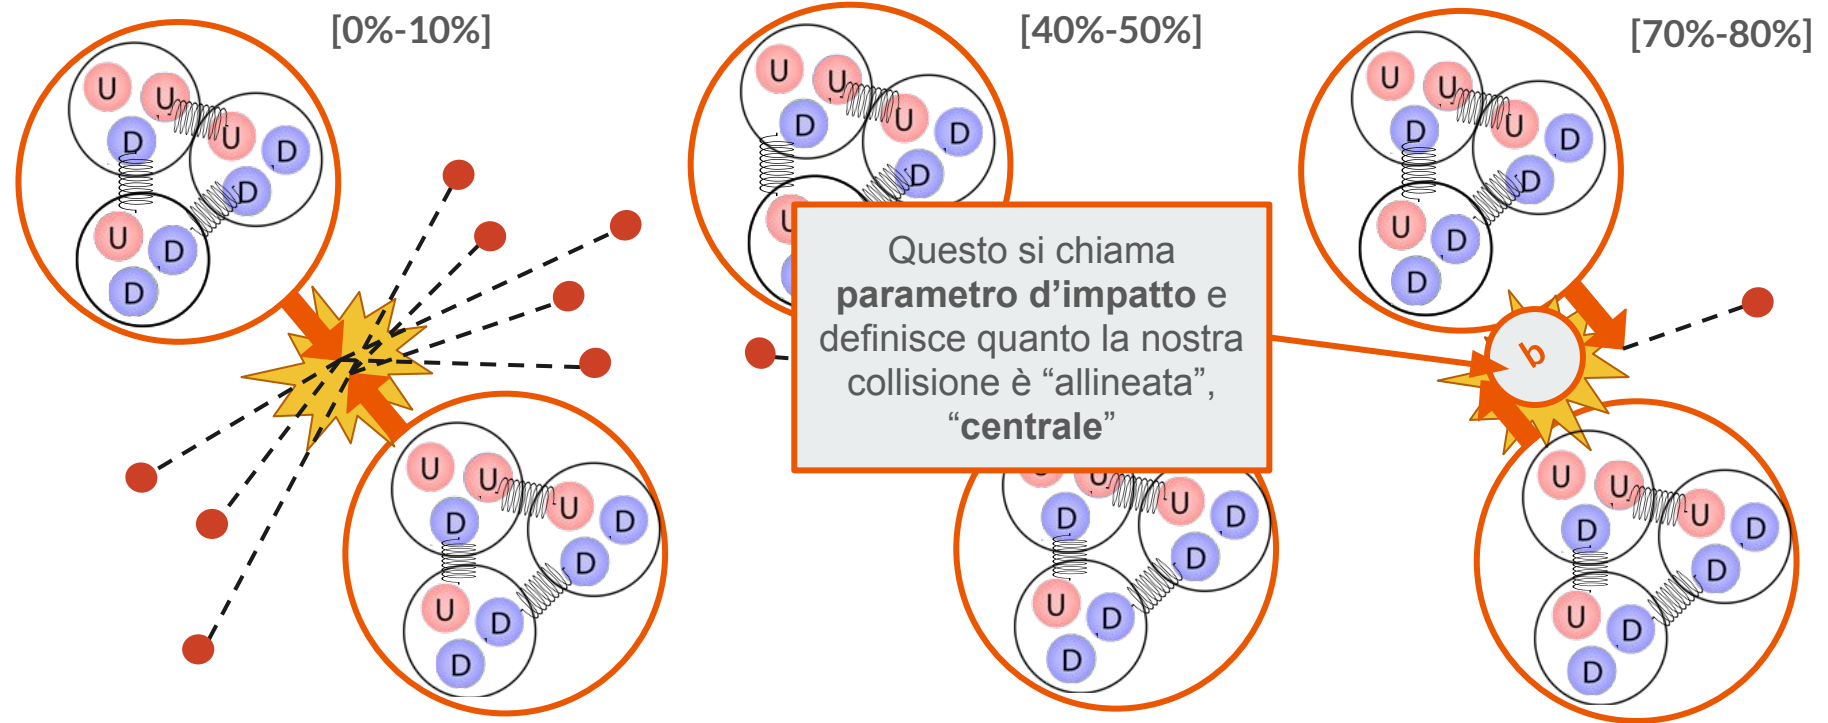 [0%-10%]
[40%-50%]
[70%-80%]
U
U
D
U
D
D
U
D
D
U
U
D
U
D
D
U
D
D
U
U
D
U
D
D
U
D
Questo si chiama
parametro d’impatto e
definisce quanto la nostra
collisione è “allineata”,
“centrale”
U
U
D
U
D
D
U
D
D
U
U
D
U
D
D
U
D
D
b
U
U
D
U
D
D
U
D
D